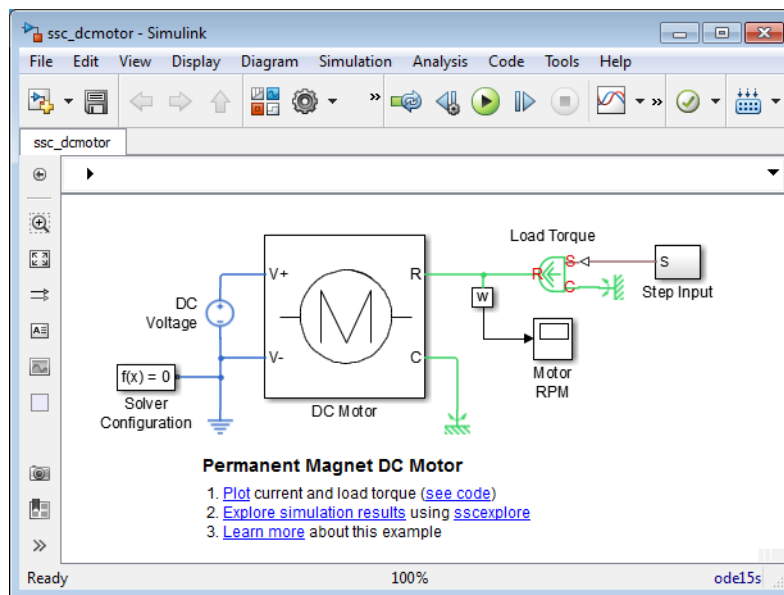 ssc_dcmotor - Simulink
File Edit View Display Diagram Simulation Analysis Code Tools Help
» »
ssc_dcmotor
Load Torque
V+ R R S C S
DC Voltage
W
Step Input
f(x) = 0
V- C
Motor
RPM
Solver
Configuration
DC Motor
Permanent Magnet DC Motor
1. Plot current and load torque (see code)
2. Explore simulation results using sscexplore
3. Learn more about this example
»
Ready 100% ode15s